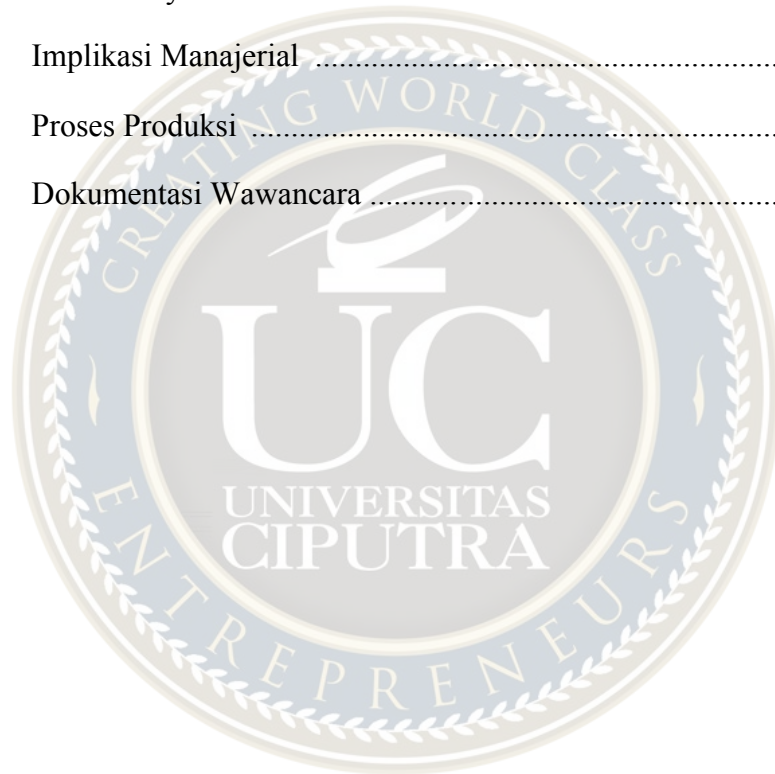 Implikasi Manajerial ................................................................
Proses Produksi ........................................................................
Dokumentasi Wawancara .........................................................
CREATING WORLD CLASS
UC
UNIVERSITAS
CIPUTRA
ENTREPRENEURS